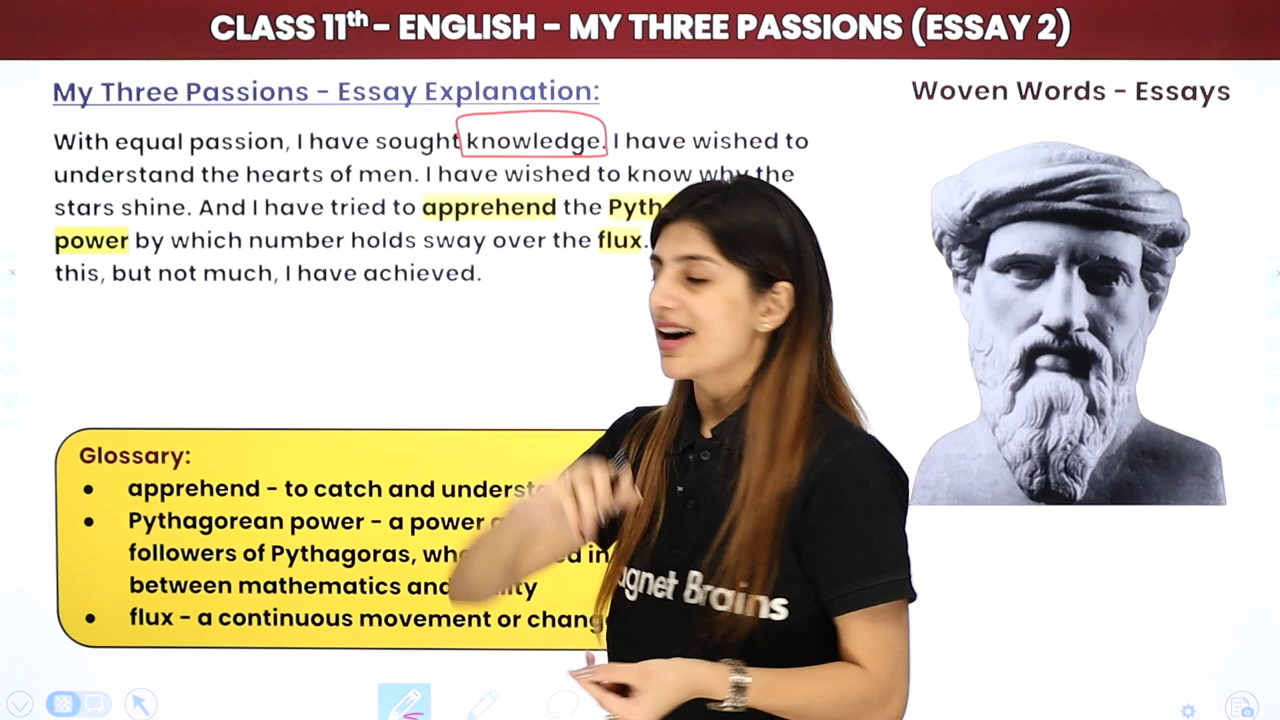 CLASS 11th - ENGLISH - MY THREE PASSIONS (ESSAY 2)
My Three Passions - Essay Explanation:
Woven Words - Essays
With equal passion, I have sought knowledge. I have wished to
understand the hearts of men. I have wished to know why the
stars shine. And I have tried to apprehend the
power by which number holds sway over the flux.
this, but not much, I have achieved.
Glossary:
• apprehend - to catch and
• Pythagorean power - a power
followers of Pythagoras, in
between mathematics and
• flux - a continuous movement or
Brains